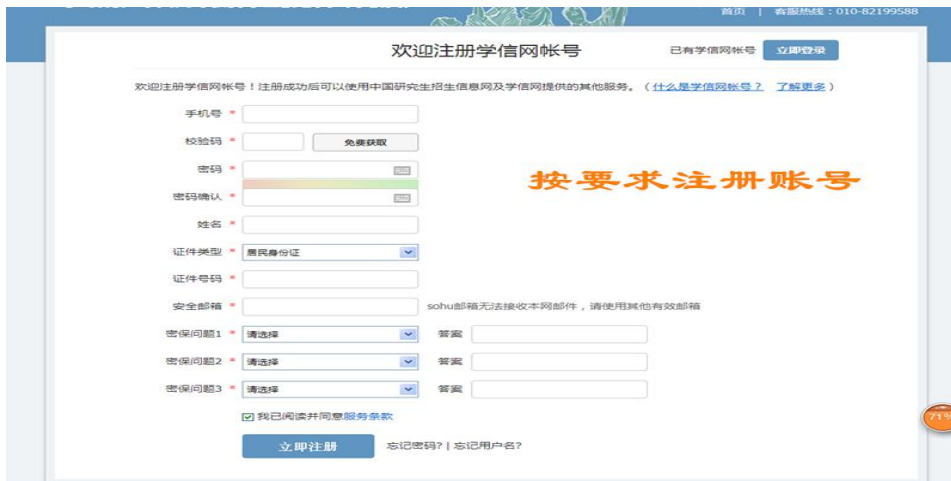 首页 | 客服热线：010-82199588
欢迎注册学信网帐号
已有学信网帐号 立即登录
欢迎注册学信网帐号！注册成功后可以使用中国研究生招生信息网及学信网提供的其他服务。（什么是学信网帐号？ 了解更多）
手机号 *
校验码 * 免费获取
密码 *
按要求注册账号
密码确认 *
姓名 *
证件类型 * 居民身份证
证件号码 *
安全邮箱 * sohu邮箱无法接收本网邮件，请使用其他有效邮箱
密保问题1 * 请选择 答案
密保问题2 * 请选择 答案
密保问题3 * 请选择 答案
我已阅读并同意服务条款
71%
立即注册 忘记密码? | 忘记用户名?